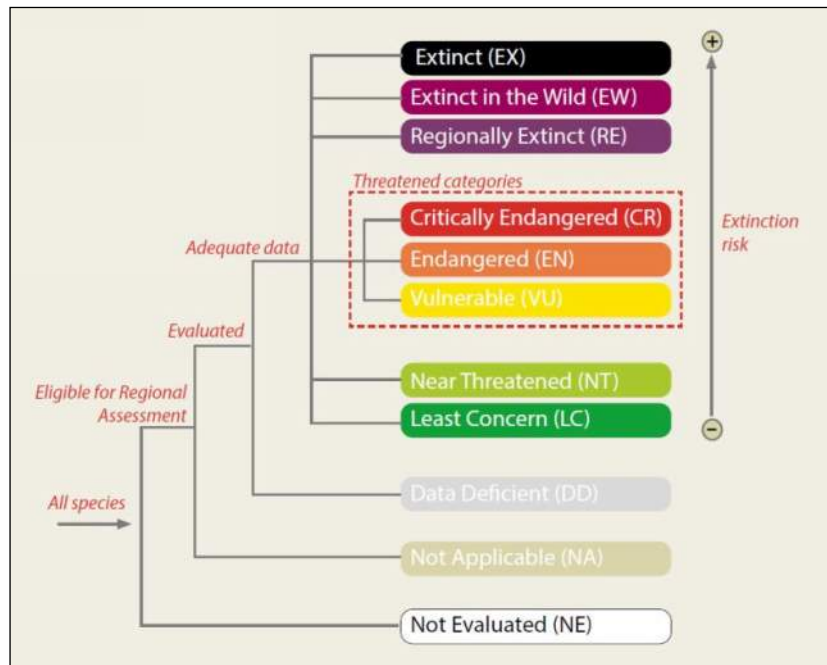 Extinct (EX)
Extinct in the Wild (EW)
Regionally Extinct (RE)
Threatened categories
Critically Endangered (CR)
Extinction
risk
Adequate data
Endangered (EN)
Vulnerable (VU)
Evaluated
Near Threatened (NT)
Eligible for Regional
Assessment
Least Concern (LC)
Data Deficient (DD)
All species
Not Applicable (NA)
Not Evaluated (NE)